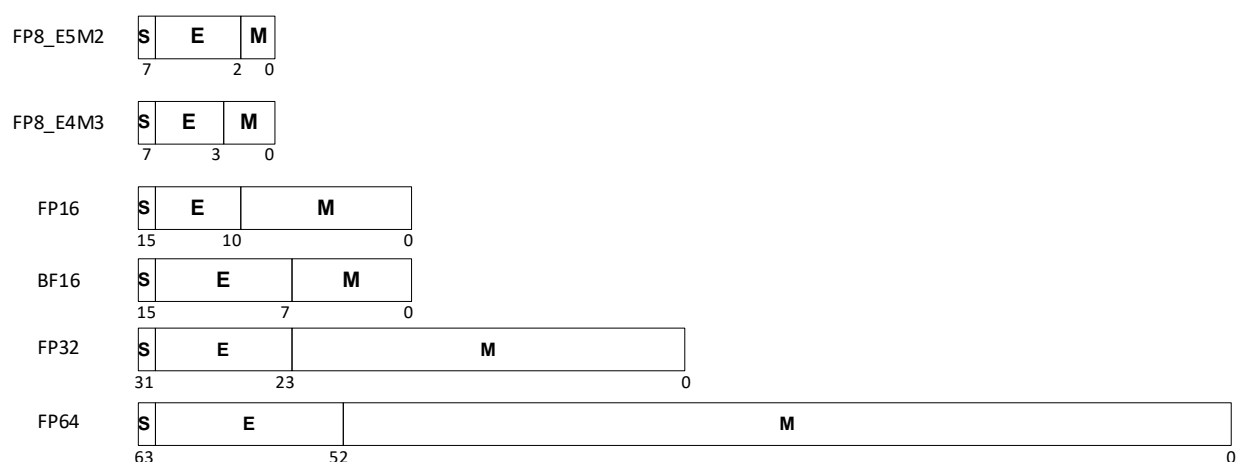 FP8_E5M2 S E M
7 2 0
FP8_E4M3 S E M
7 3 0
FP16 S E M
15 10 0
BF16 S E M
15 7 0
FP32 S E M
31 23 0
FP64 S E M
63 52 0